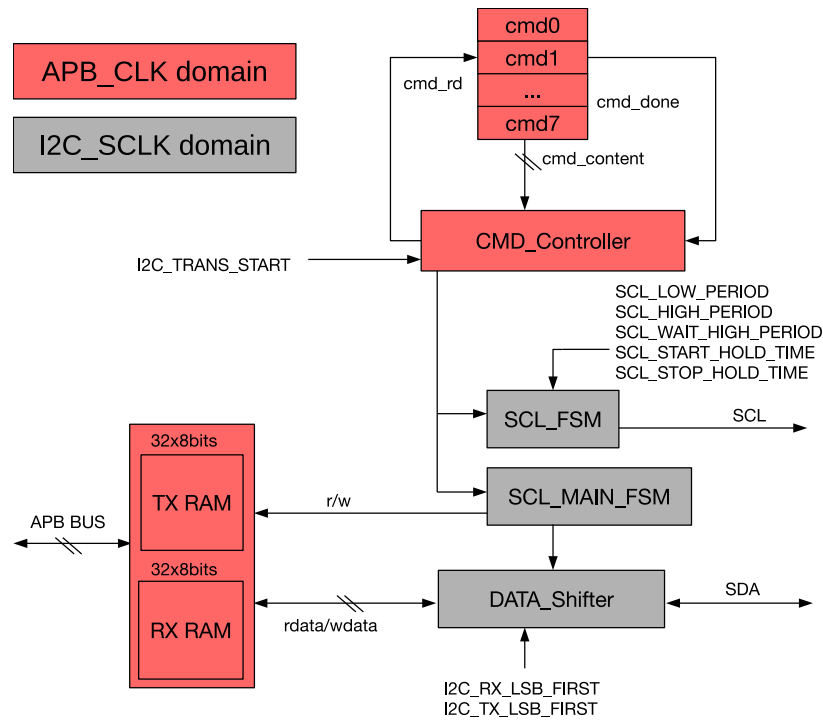 cmd0
APB_CLK domain
cmd1
cmd_rd
...
cmd_done
cmd7
I2C_SCLK domain
cmd_content
CMD_Controller
I2C_TRANS_START
SCL_LOW_PERIOD
SCL_HIGH_PERIOD
SCL_WAIT_HIGH_PERIOD
SCL_START_HOLD_TIME
SCL_STOP_HOLD_TIME
SCL_FSM
SCL
32x8bits
TX RAM
r/w
SCL_MAIN_FSM
APB BUS
32x8bits
RX RAM
rdata/wdata
DATA_Shifter
SDA
I2C_RX_LSB_FIRST
I2C_TX_LSB_FIRST